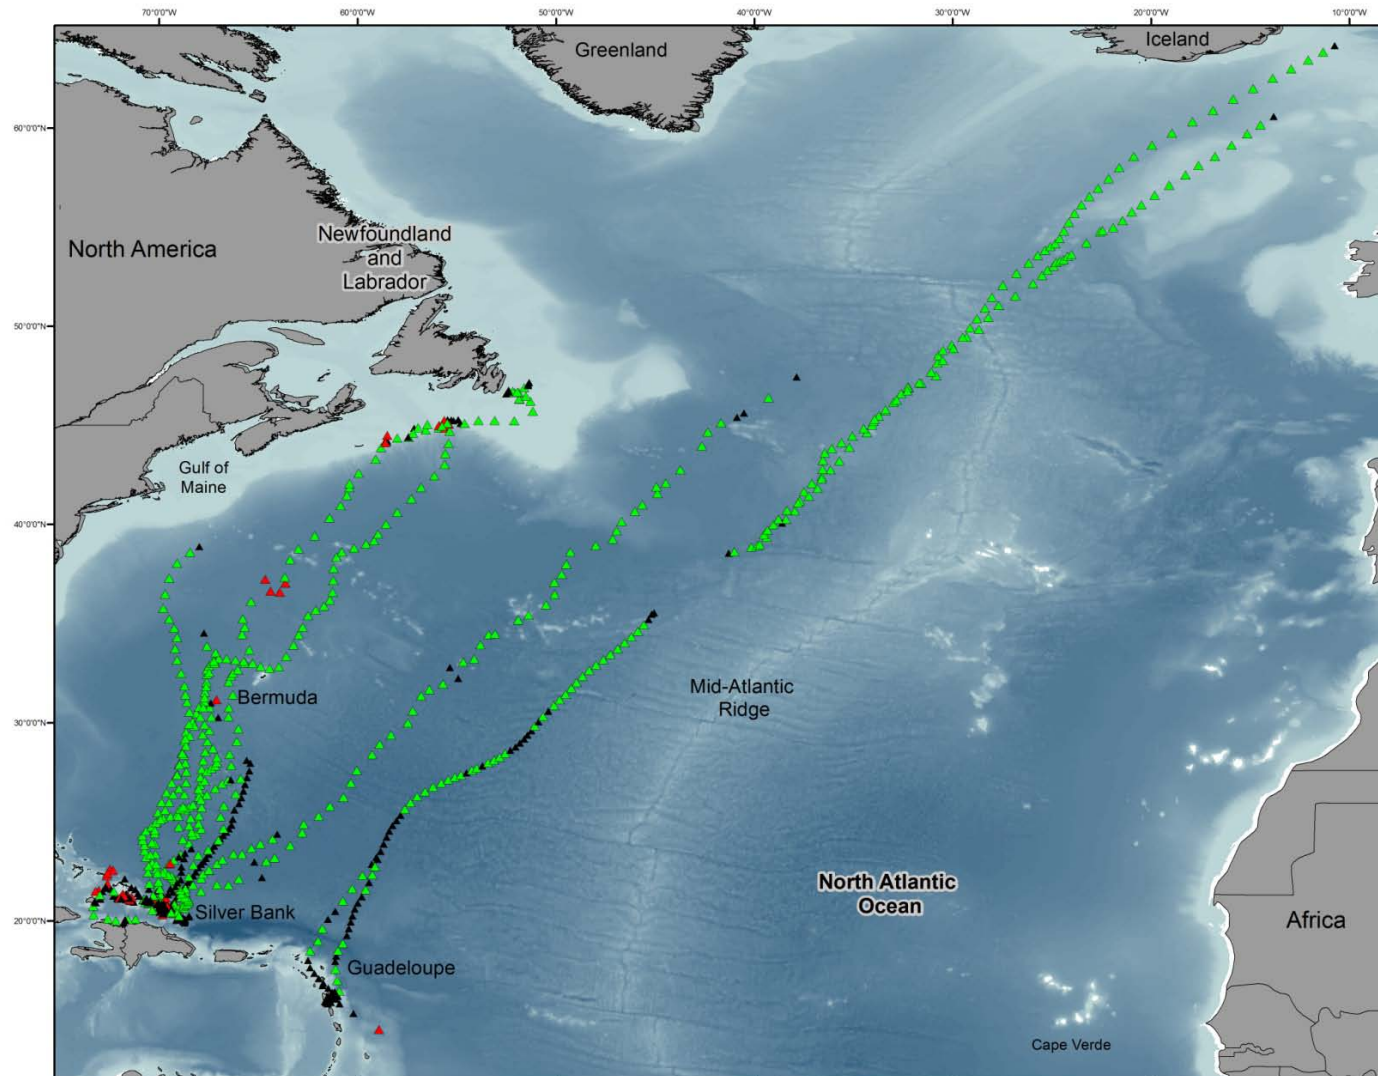 70°0'0"W
60°0'0"W
50°0'0"W
40°0'0"W
30°0'0"W
20°0'0"W
10°0'0"W
Greenland
Iceland
60°0'0"N
North America
Newfoundland
and
Labrador
50°0'0"N
Gulf of
Maine
40°0'0"N
Bermuda
Mid-Atlantic
Ridge
30°0'0"N
North Atlantic
Ocean
Silver Bank
20°0'0"N
Africa
Guadeloupe
Cape Verde